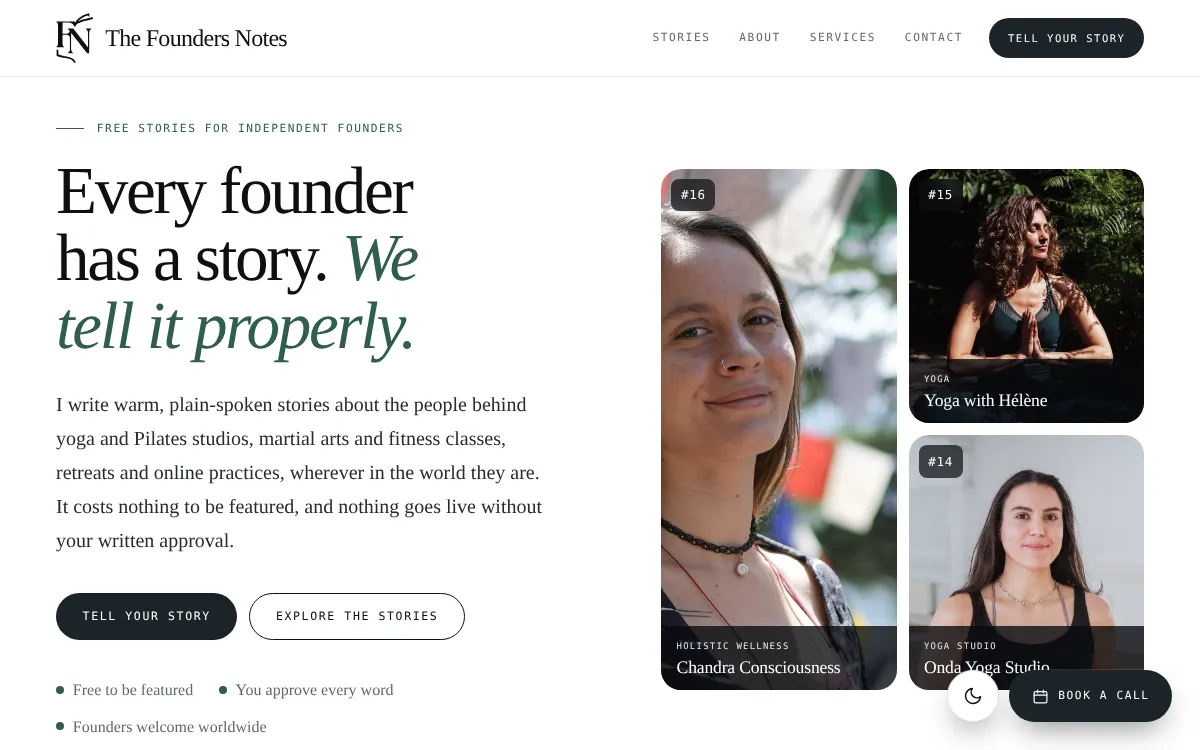 FN The Founders Notes
STORIES ABOUT SERVICES CONTACT TELL YOUR STORY
FREE STORIES FOR INDEPENDENT FOUNDERS
Every founder
has a story. We
tell it properly.
I write warm, plain-spoken stories about the people behind
yoga and Pilates studios, martial arts and fitness classes,
retreats and online practices, wherever in the world they are.
It costs nothing to be featured, and nothing goes live without
your written approval.
TELL YOUR STORY EXPLORE THE STORIES
Free to be featured You approve every word
Founders welcome worldwide
#16
HOLISTIC WELLNESS
Chandra Consciousness
#15
YOGA
Yoga with Hélène
#14
YOGA STUDIO
Onda Yoga Studio
BOOK A CALL